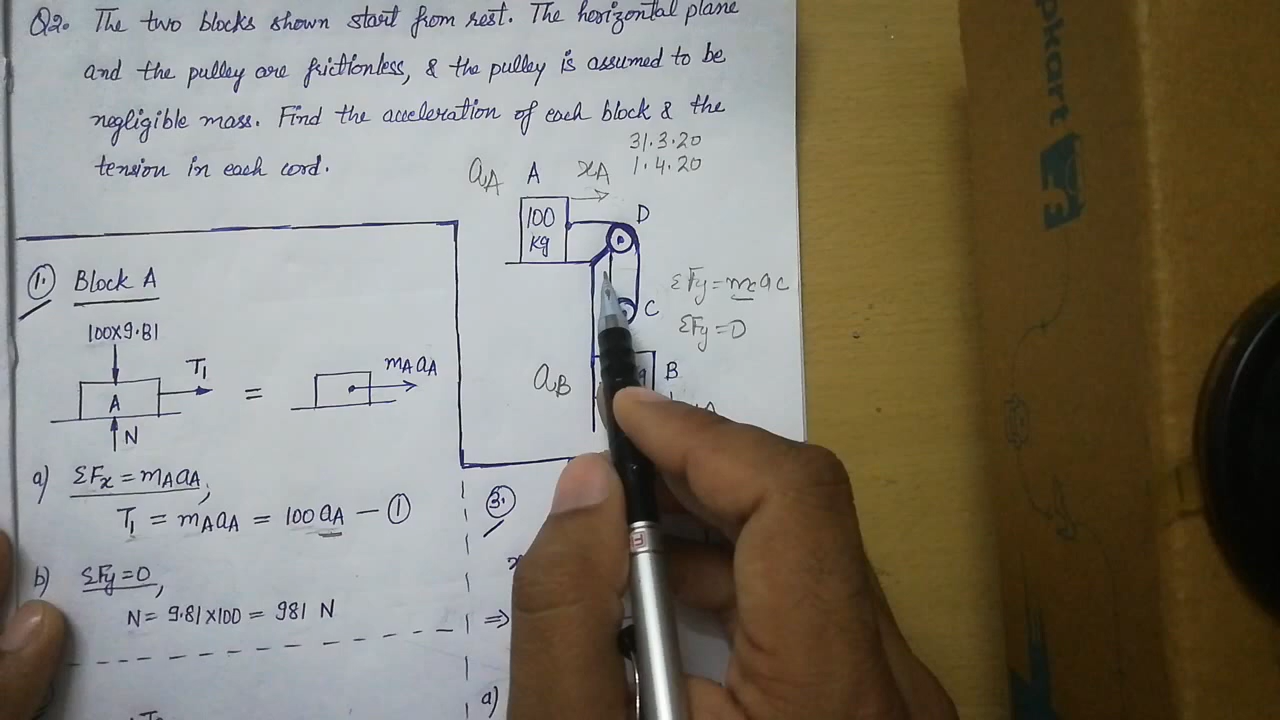 Q2. The two blocks shown start from rest. The horizontal plane
and the pulley are frictionless, & the pulley is assumed to be
negligible mass. Find the acceleration of each block & the
tension in each cord.
31.3.20
1.4.20
aA A xA
100
kg
D
① Block A
100×9.81
T1
A
N
=
mAaA
ΣFy = mcac
C
ΣFy = 0
aB
B
a) ΣFx = mAaA,
T1 = mAaA = 100aA — ①
b) ΣFy = 0,
N = 9.81×100 = 981 N
③.
⇒
a)
pkart